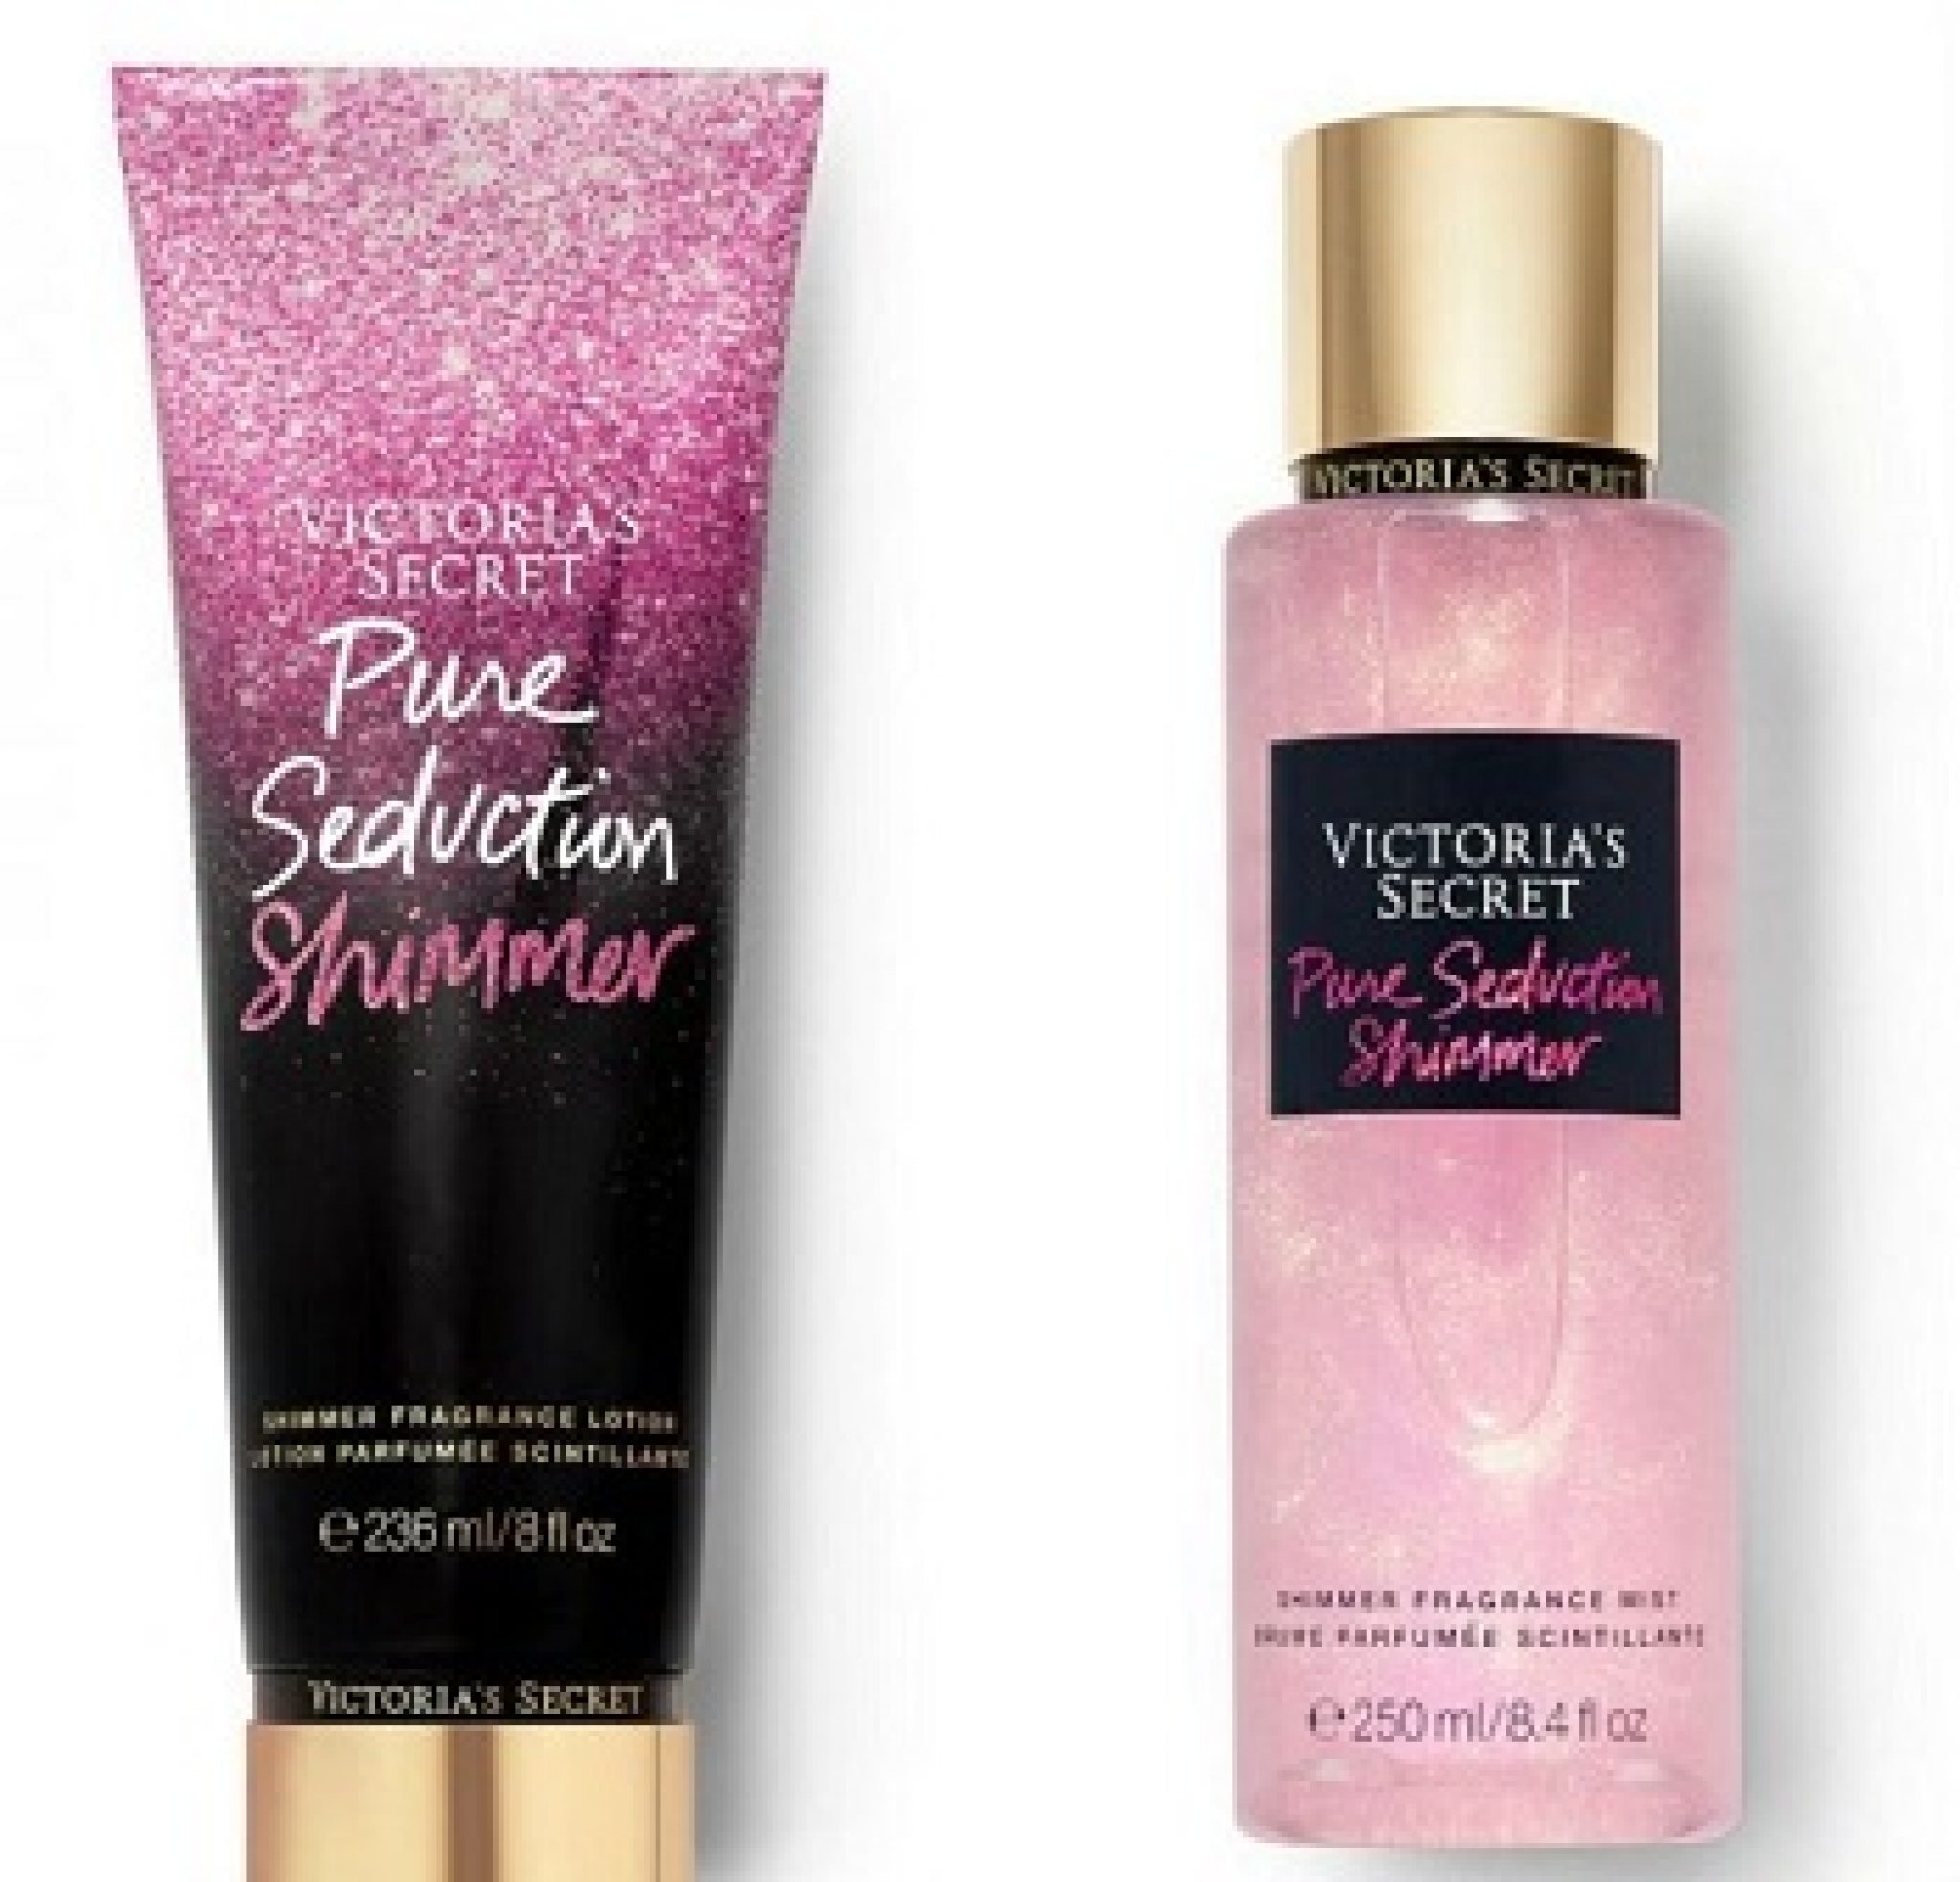 VICTORIA'S
SECRET
Pure
Seduction
Shimmer
SHIMMER FRAGRANCE LOTION
LOTION PARFUMÉE SCINTILLANTE
℮236 ml/8 fl oz
VICTORIA'S SECRET
VICTORIA'S SECRET
VICTORIA'S
SECRET
Pure Seduction
Shimmer
SHIMMER FRAGRANCE MIST
BRUME PARFUMÉE SCINTILLANTE
℮250 ml/8.4 fl oz